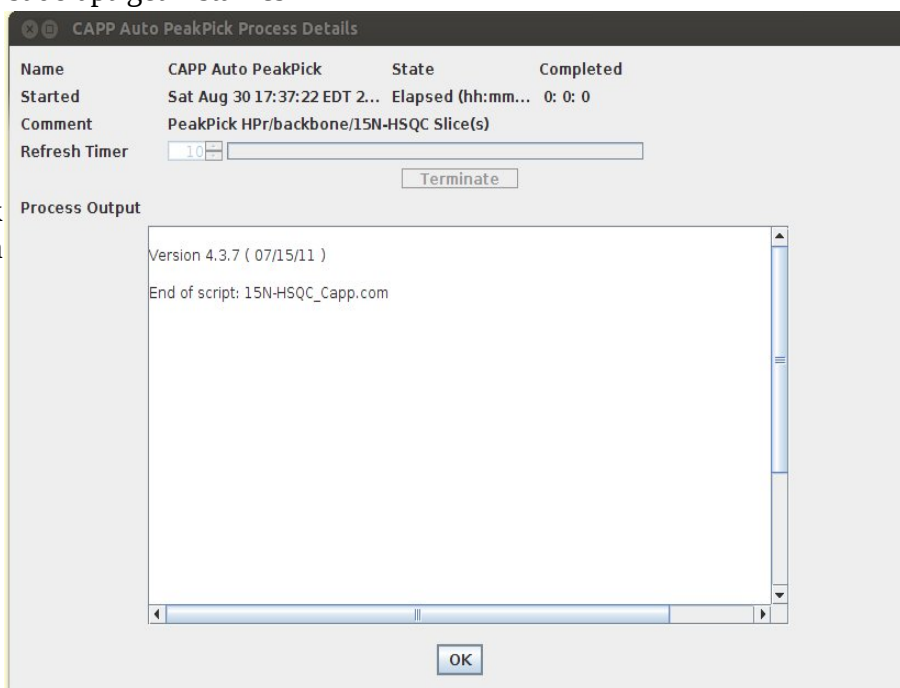 CAPP Auto PeakPick Process Details
Name CAPP Auto PeakPick State Completed
Started Sat Aug 30 17:37:22 EDT 2... Elapsed (hh:mm... 0: 0: 0
Comment PeakPick HPr/backbone/15N-HSQC Slice(s)
Refresh Timer 10
Terminate
Process Output
Version 4.3.7 ( 07/15/11 )
End of script: 15N-HSQC_Capp.com
OK